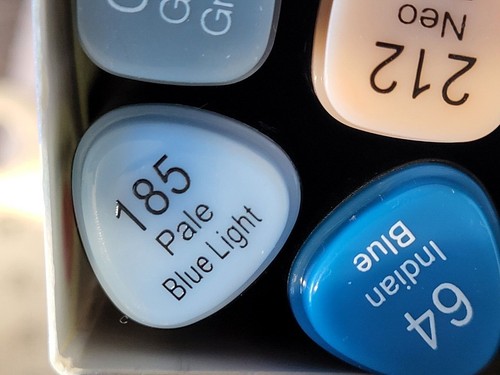 212
Neo
185
Pale
Blue Light
64
Indian
Blue